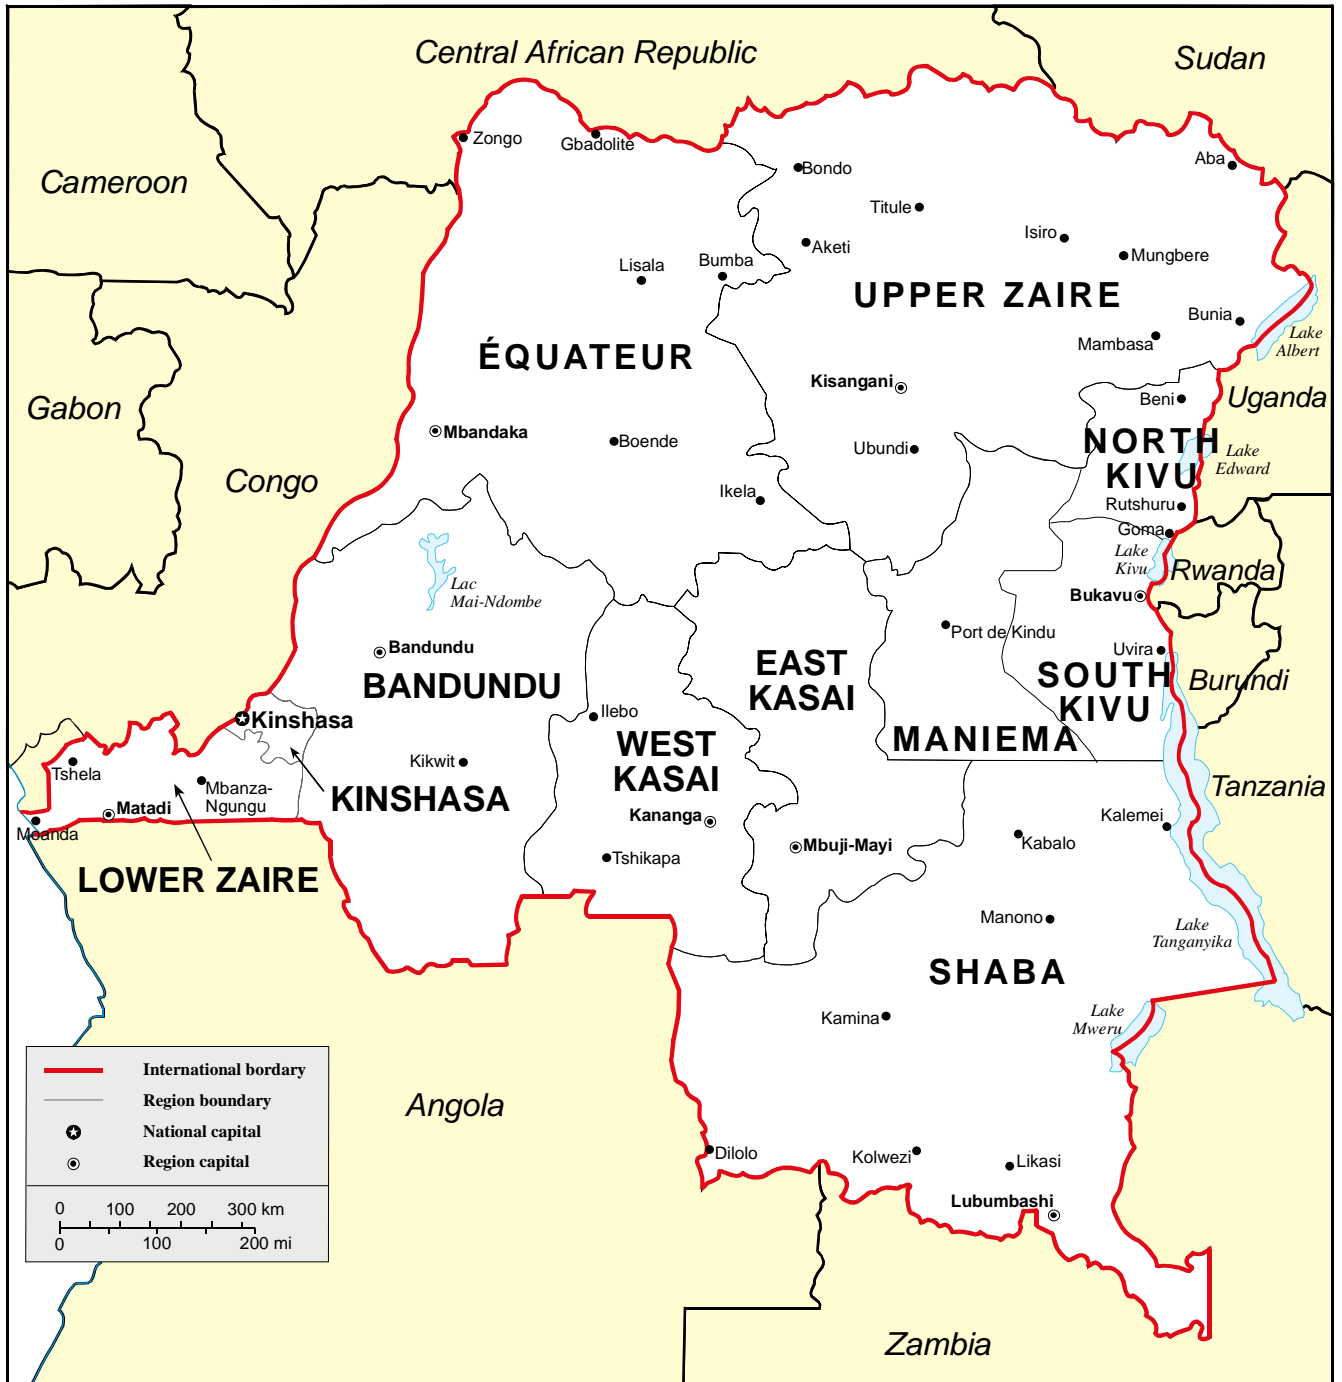 Central African Republic
Sudan
Zongo
Gbadolite
Aba
Bondo
Cameroon
Titule
Isiro
Aketi
Mungbere
Lisala
Bumba
UPPER ZAIRE
Bunia
Lake
Albert
Mambasa
ÉQUATEUR
Kisangani
Beni
Uganda
Gabon
Mbandaka
Boende
NORTH
KIVU
Ubundi
Lake
Edward
Congo
Ikela
Rutshuru
Goma
Lake
Kivu
Rwanda
Lac
Mai-Ndombe
Bukavu
Port de Kindu
Bandundu
BANDUNDU
EAST
KASAI
Uvira
SOUTH
KIVU
Burundi
Kinshasa
Ilebo
WEST
KASAI
MANIEMA
Tshela
Kikwit
Mbanza-
Ngungu
KINSHASA
Tanzania
Matadi
Moanda
Kananga
Kalemei
Mbuji-Mayi
Kabalo
Tshikapa
LOWER ZAIRE
Manono
Lake
Tanganyika
SHABA
Kamina
Lake
Mweru
International bordary
Region boundary
National capital
Region capital
0 100 200 300 km
0 100 200 mi
Angola
Dilolo
Kolwezi
Likasi
Lubumbashi
Zambia